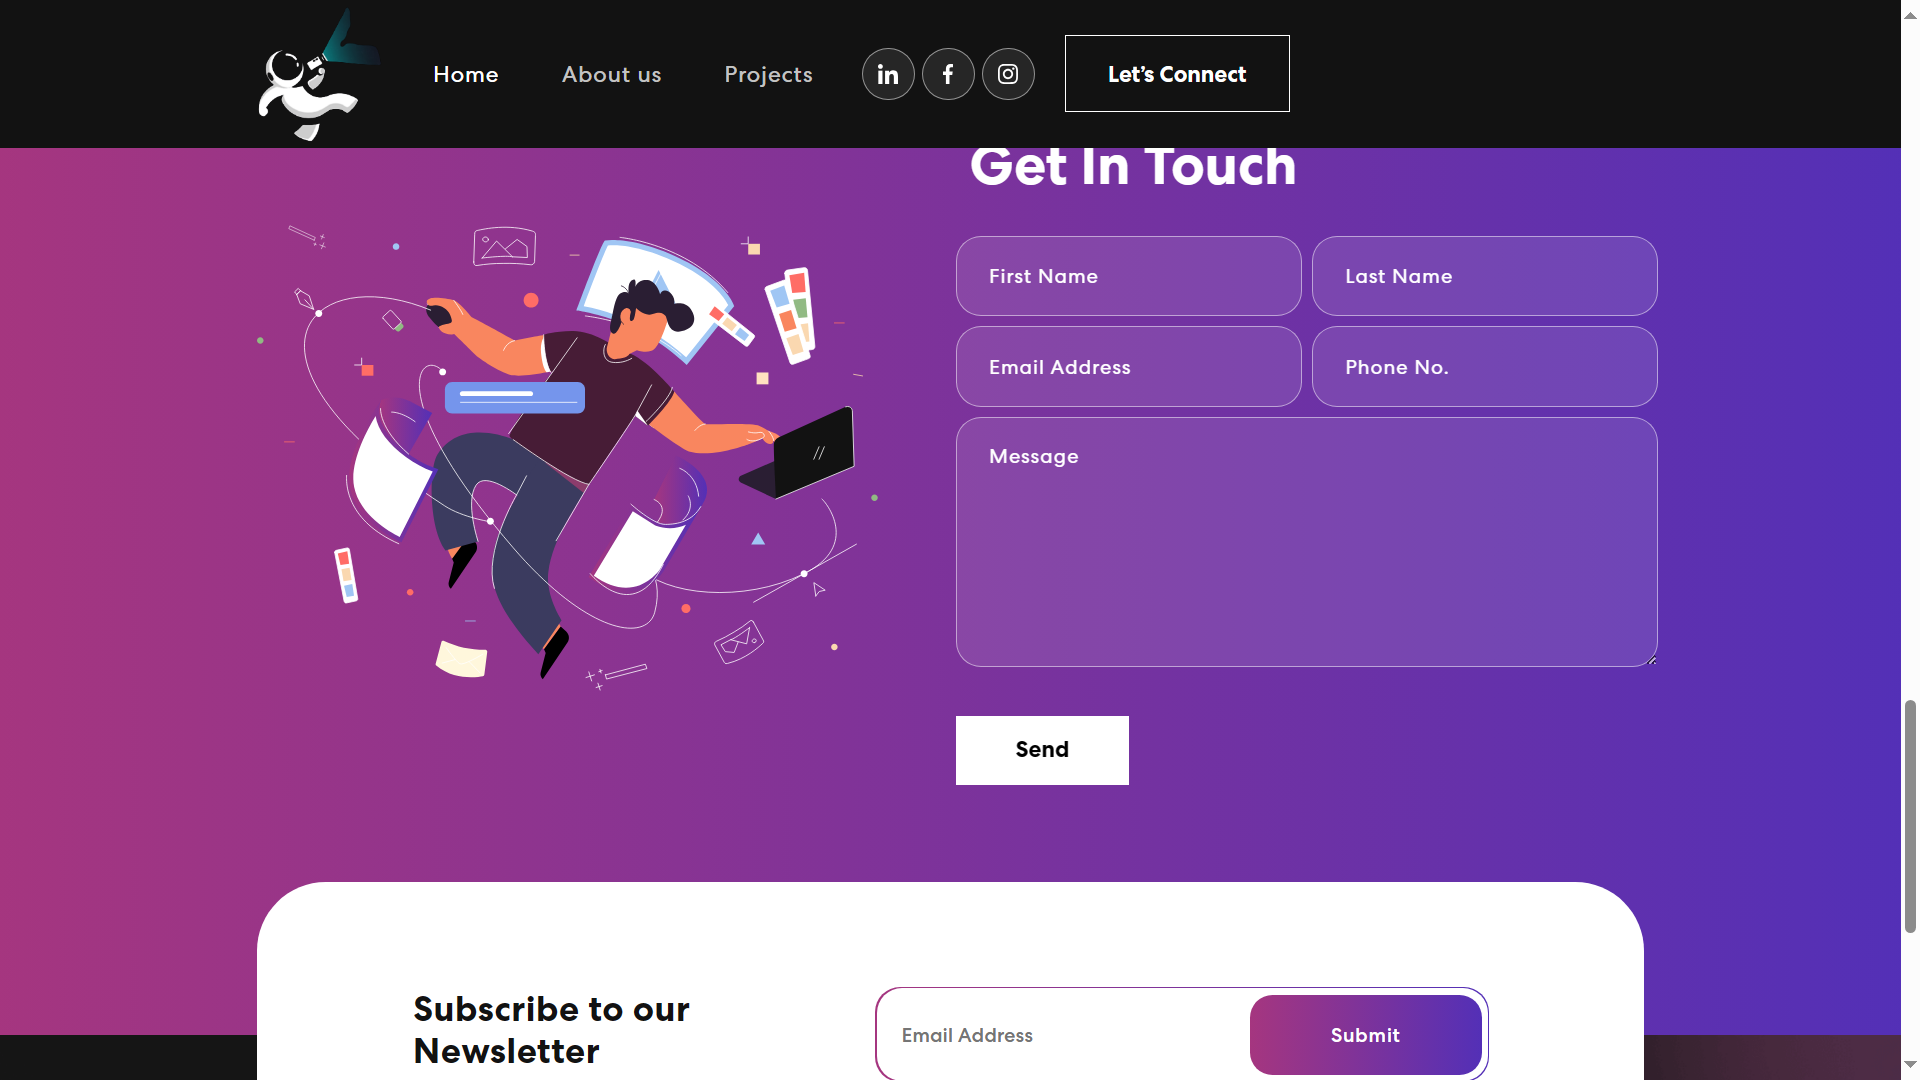 Home
About us
Projects
Let's Connect
Get In Touch
First Name
Last Name
Email Address
Phone No.
Message
Send
Subscribe to our
Newsletter
Email Address
Submit